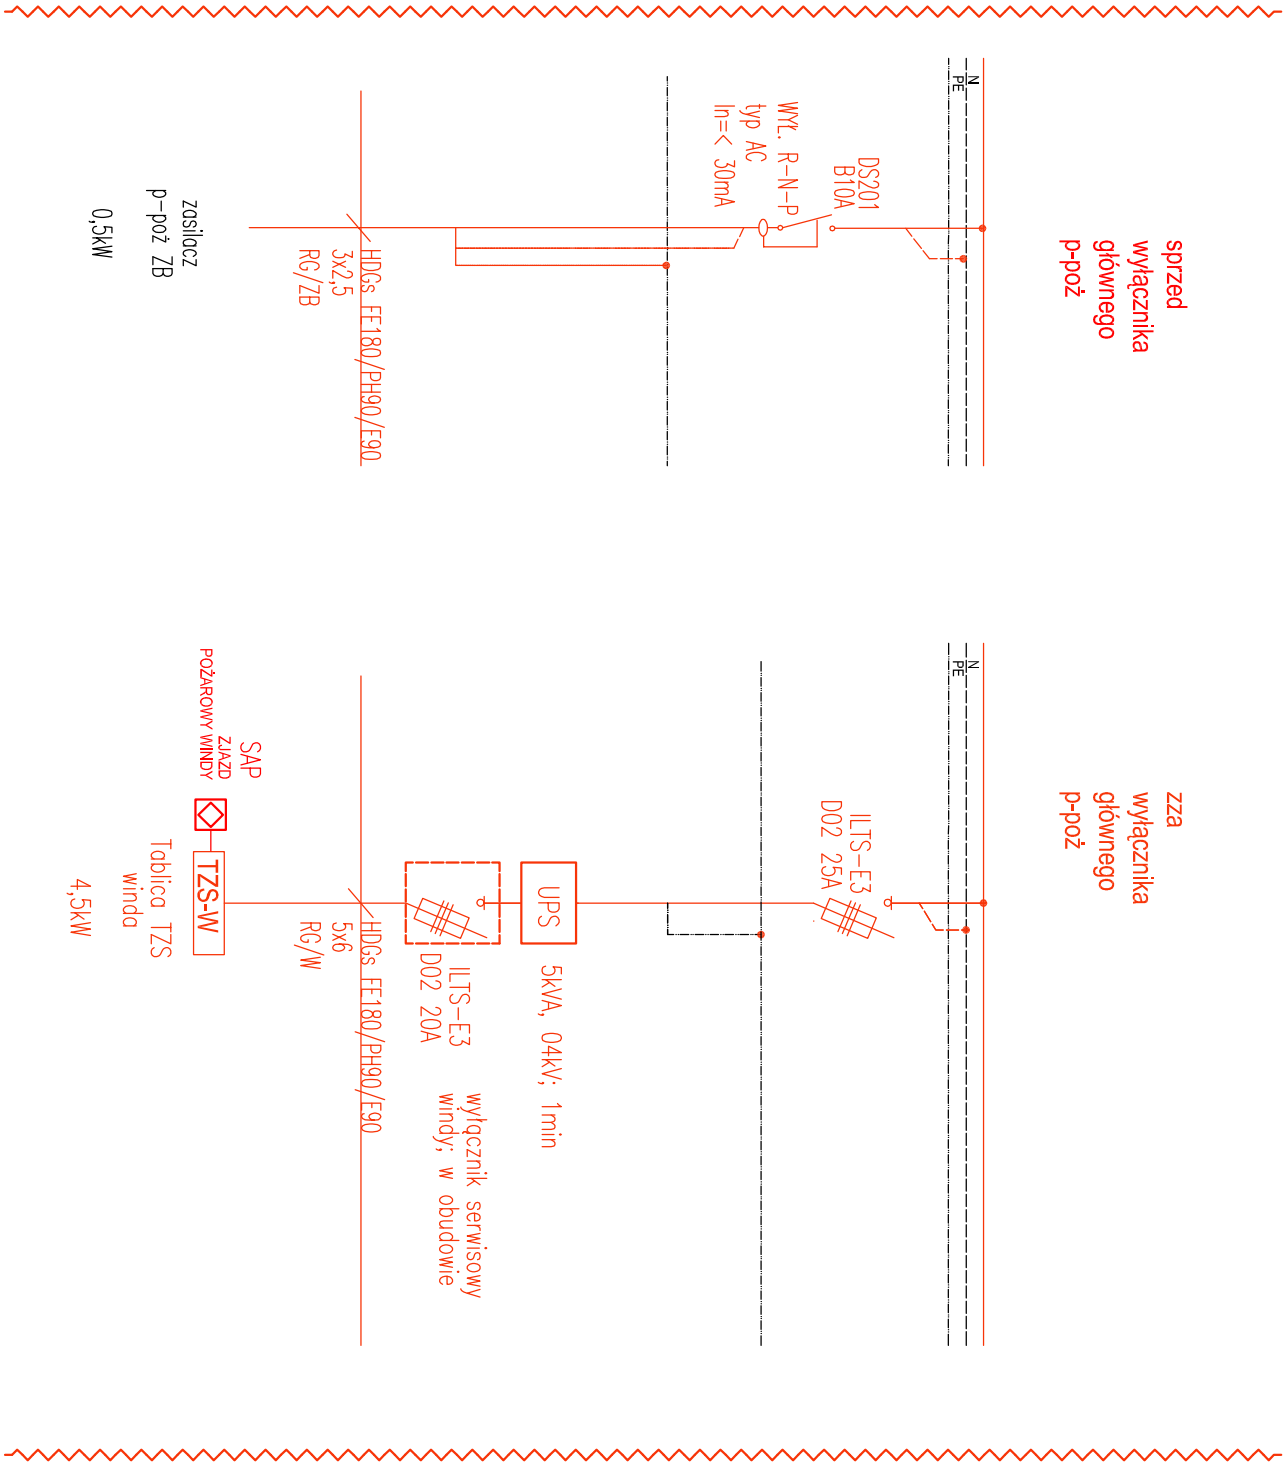 sprzed
wyłącznika
głównego
p-poż
N
PE
DS201
B10A
WYŁ. R-N-P
typ AC
In=< 30mA
HDGs FE180/PH90/E90
3x2,5
RG/ZB
zasilacz
p-poż ZB
0,5kW
zza
wyłącznika
głównego
p-poż
N
PE
ILTS-E3
D02 25A
UPS
5kVA, 04kV; 1min
ILTS-E3
D02 20A
wyłącznik serwisowy
windy; w obudowie
HDGs FE180/PH90/E90
5x6
RG/W
SAP
ZJAZD
POŻAROWY WINDY
TZS-W
Tablica TZS
winda
4,5kW